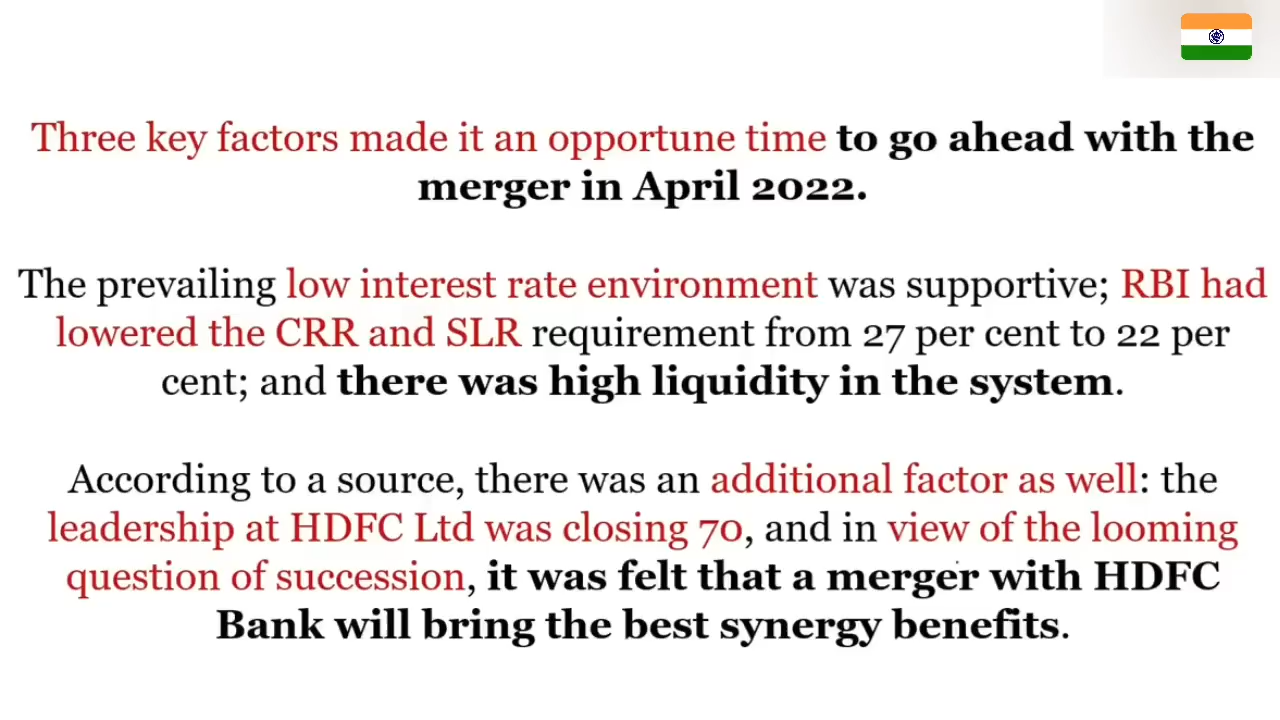 Three key factors made it an opportune time to go ahead with the
merger in April 2022.
The prevailing low interest rate environment was supportive; RBI had
lowered the CRR and SLR requirement from 27 per cent to 22 per
cent; and there was high liquidity in the system.
According to a source, there was an additional factor as well: the
leadership at HDFC Ltd was closing 70, and in view of the looming
question of succession, it was felt that a merger with HDFC
Bank will bring the best synergy benefits.